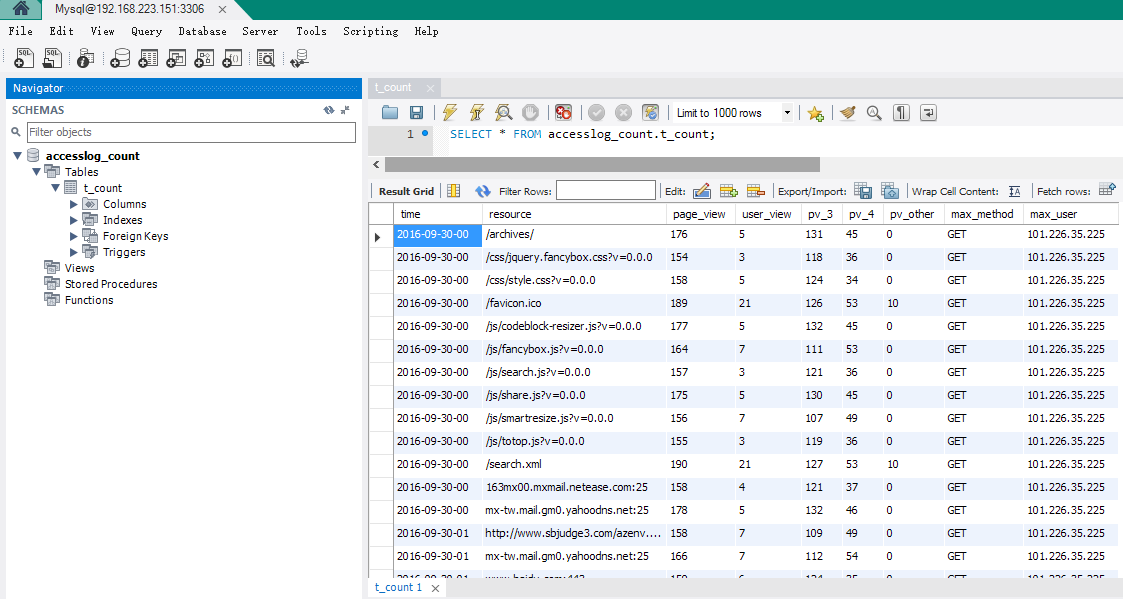 Mysql@192.168.223.151:3306
File Edit View Query Database Server Tools Scripting Help
Navigator
SCHEMAS
Filter objects
accesslog_count
Tables
t_count
Columns
Indexes
Foreign Keys
Triggers
Views
Stored Procedures
Functions
t_count
Limit to 1000 rows
1 SELECT * FROM accesslog_count.t_count;
Result Grid Filter Rows: Edit: Export/Import: Wrap Cell Content: Fetch rows:
time resource page_view user_view pv_3 pv_4 pv_other max_method max_user
2016-09-30-00 /archives/ 176 5 131 45 0 GET 101.226.35.225
2016-09-30-00 /css/jquery.fancybox.css?v=0.0.0 154 3 118 36 0 GET 101.226.35.225
2016-09-30-00 /css/style.css?v=0.0.0 158 5 124 34 0 GET 101.226.35.225
2016-09-30-00 /favicon.ico 189 21 126 53 10 GET 101.226.35.225
2016-09-30-00 /js/codeblock-resizer.js?v=0.0.0 177 5 132 45 0 GET 101.226.35.225
2016-09-30-00 /js/fancybox.js?v=0.0.0 164 7 111 53 0 GET 101.226.35.225
2016-09-30-00 /js/search.js?v=0.0.0 157 3 121 36 0 GET 101.226.35.225
2016-09-30-00 /js/share.js?v=0.0.0 175 5 130 45 0 GET 101.226.35.225
2016-09-30-00 /js/smartresize.js?v=0.0.0 156 7 107 49 0 GET 101.226.35.225
2016-09-30-00 /js/totop.js?v=0.0.0 155 3 119 36 0 GET 101.226.35.225
2016-09-30-00 /search.xml 190 21 127 53 10 GET 101.226.35.225
2016-09-30-00 163mx00.mxmail.netease.com:25 158 4 121 37 0 GET 101.226.35.225
2016-09-30-00 mx-tw.mail.gm0.yahoodns.net:25 178 5 132 46 0 GET 101.226.35.225
2016-09-30-01 http://www.sbjudge3.com/azenv.... 158 7 109 49 0 GET 101.226.35.225
2016-09-30-01 mx-tw.mail.gm0.yahoodns.net:25 166 7 112 54 0 GET 101.226.35.225
t_count 1